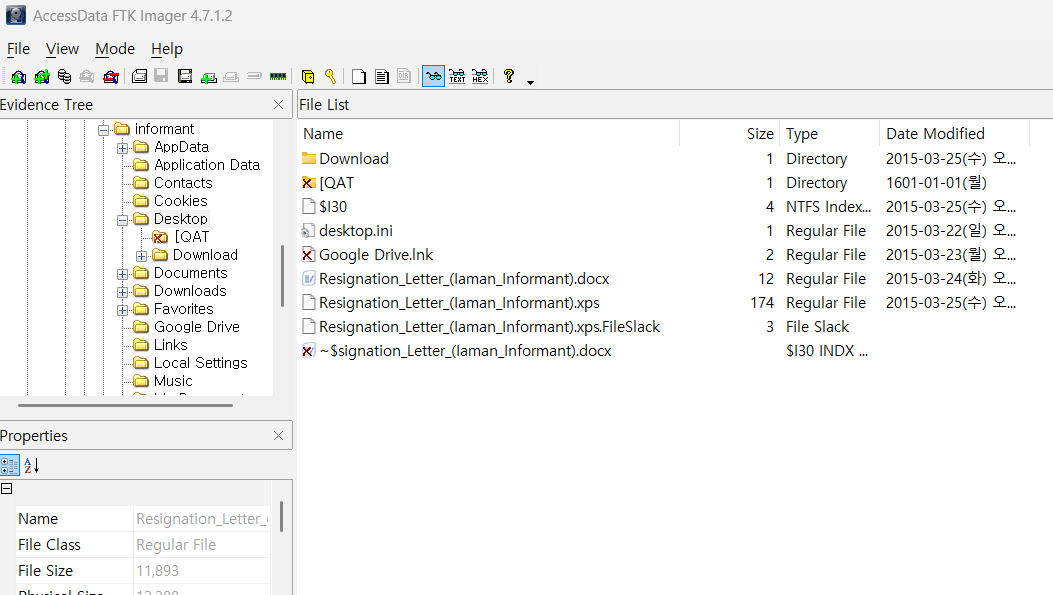 AccessData FTK Imager 4.7.1.2
File View Mode Help
TEXT HEX
Evidence Tree
informant
AppData
Application Data
Contacts
Cookies
Desktop
[QAT
Download
Documents
Downloads
Favorites
Google Drive
Links
Local Settings
Music
File List
Name Size Type Date Modified
Download 1 Directory 2015-03-25(수) 오...
[QAT 1 Directory 1601-01-01(월)
$I30 4 NTFS Index... 2015-03-25(수) 오...
desktop.ini 1 Regular File 2015-03-22(일) 오...
Google Drive.lnk 2 Regular File 2015-03-23(월) 오...
Resignation_Letter_(Iaman_Informant).docx 12 Regular File 2015-03-24(화) 오...
Resignation_Letter_(Iaman_Informant).xps 174 Regular File 2015-03-25(수) 오...
Resignation_Letter_(Iaman_Informant).xps.FileSlack 3 File Slack
~$signation_Letter_(Iaman_Informant).docx $I30 INDX ...
Properties
A Z
Name Resignation_Letter_(
File Class Regular File
File Size 11,893
Physical Size 12,288